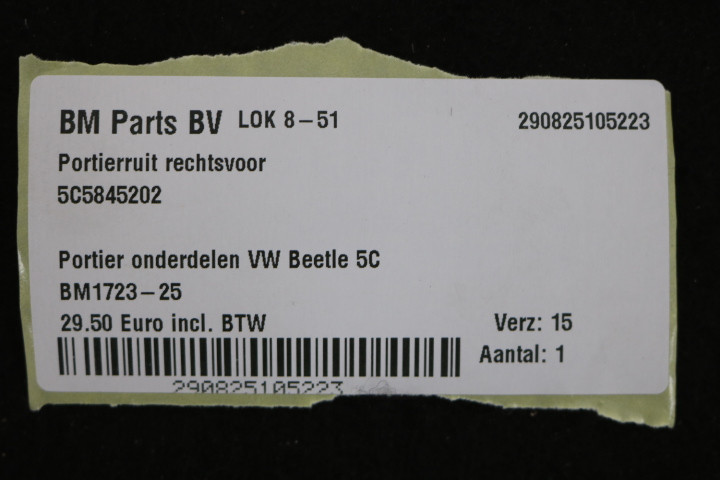 BM Parts BV LOK 8-51 290825105223
Portierruit rechtsvoor
5C5845202
Portier onderdelen VW Beetle 5C
BM1723-25
29.50 Euro incl. BTW Verz: 15
Aantal: 1
290825105223